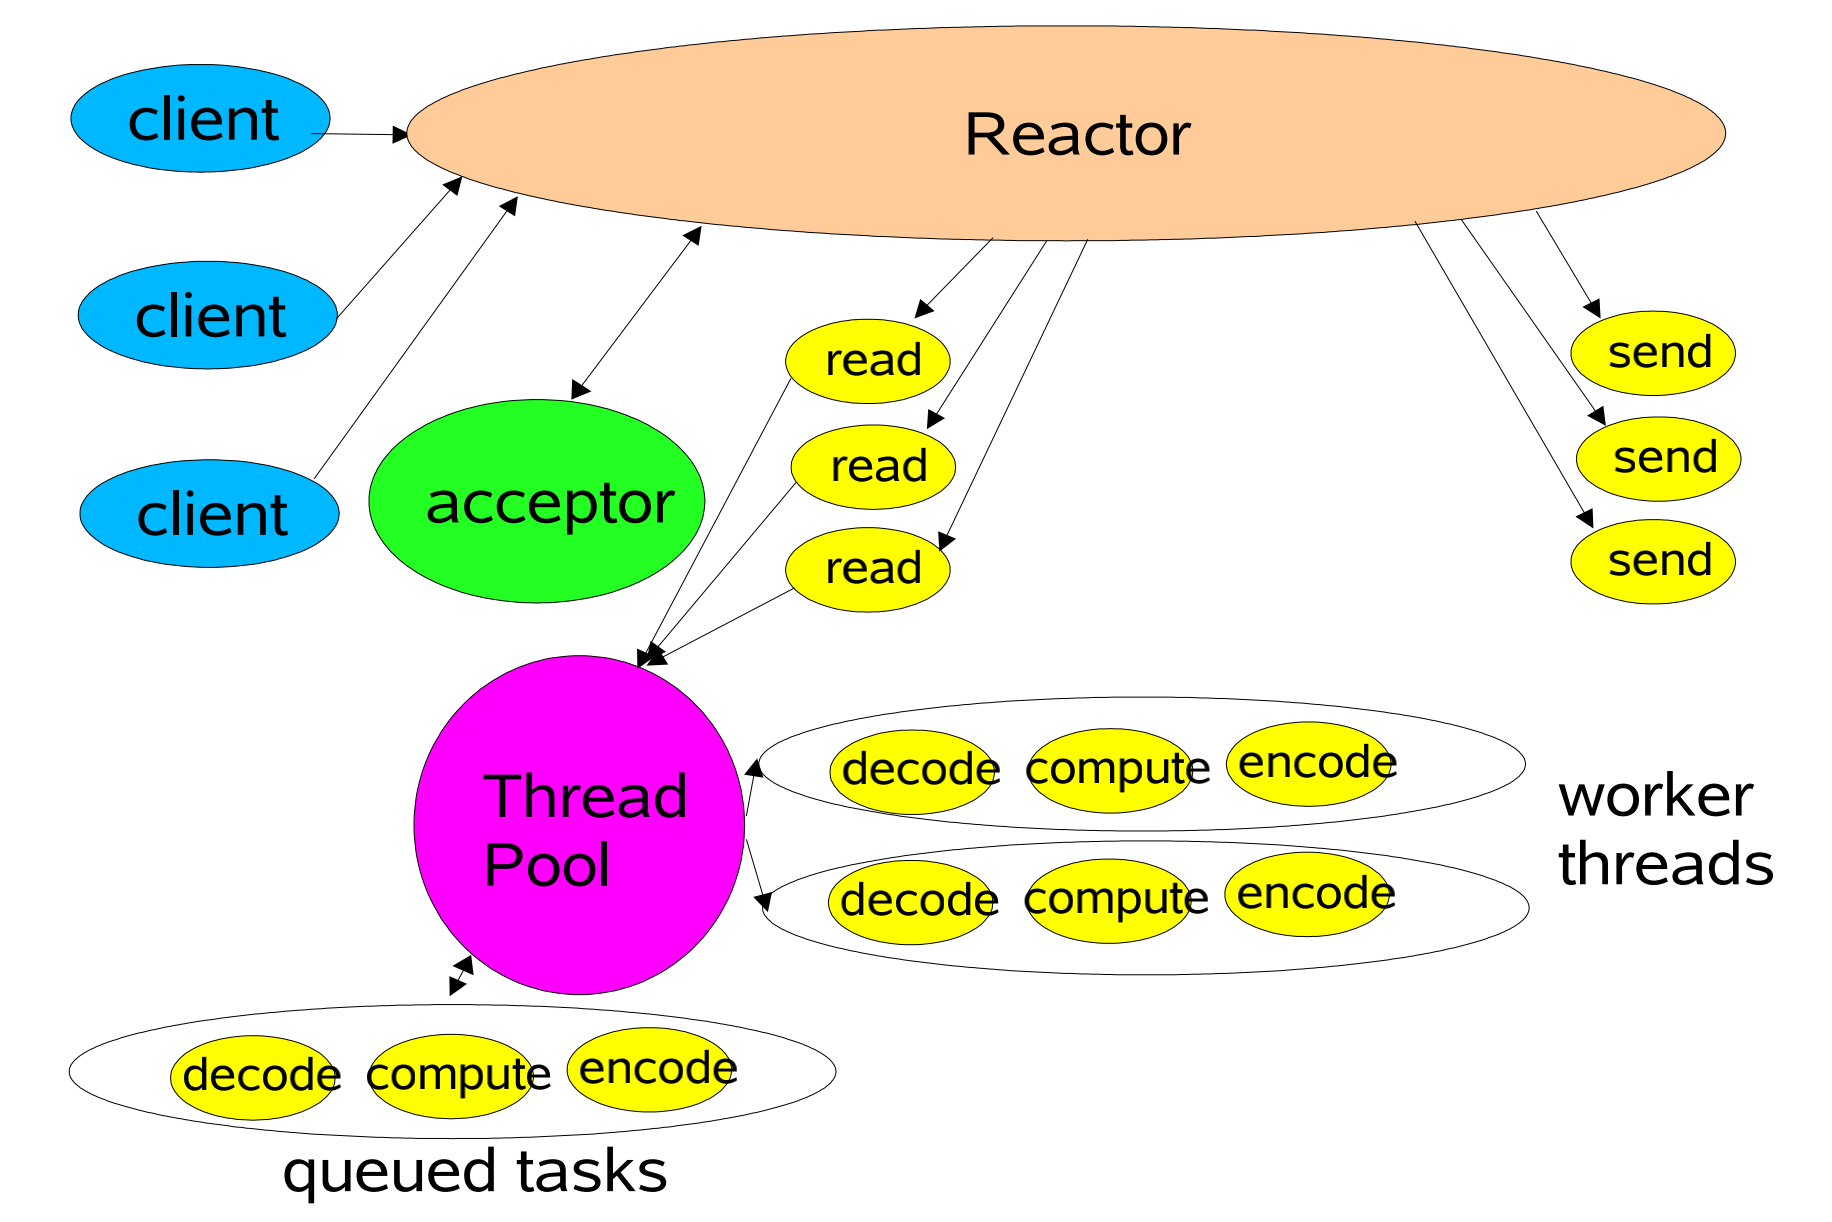 client
Reactor
client
client
acceptor
read
read
read
send
send
send
Thread
Pool
decode compute encode
decode compute encode
worker
threads
decode compute encode
queued tasks